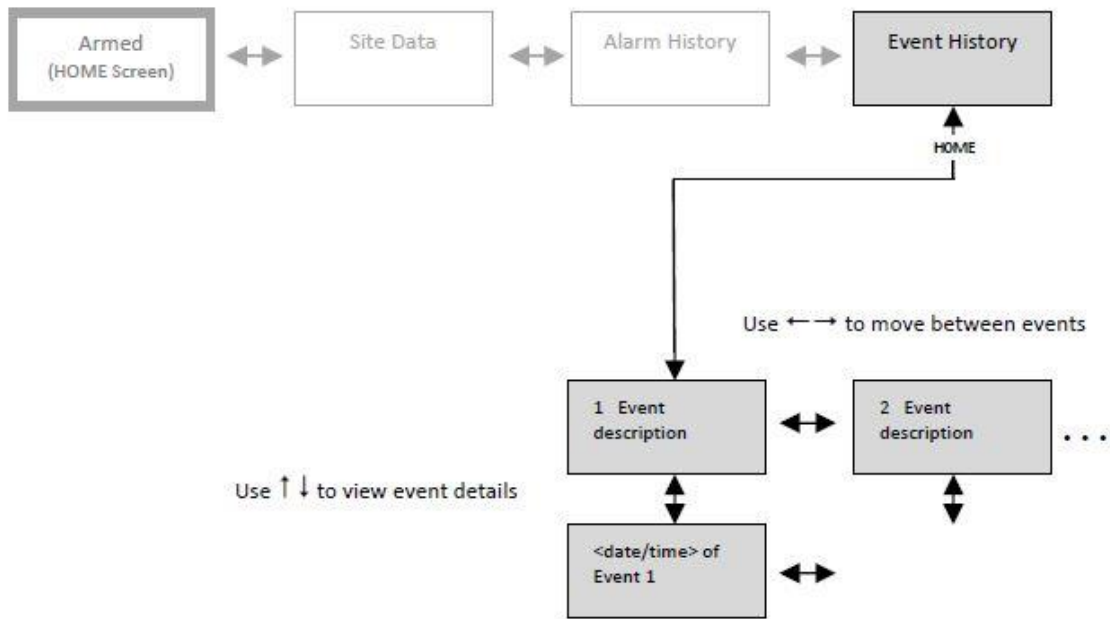 Armed
(HOME Screen)
Site Data
Alarm History
Event History
HOME
Use ←→ to move between events
1 Event
description
2 Event
description
...
Use ↑↓ to view event details
<date/time> of
Event 1